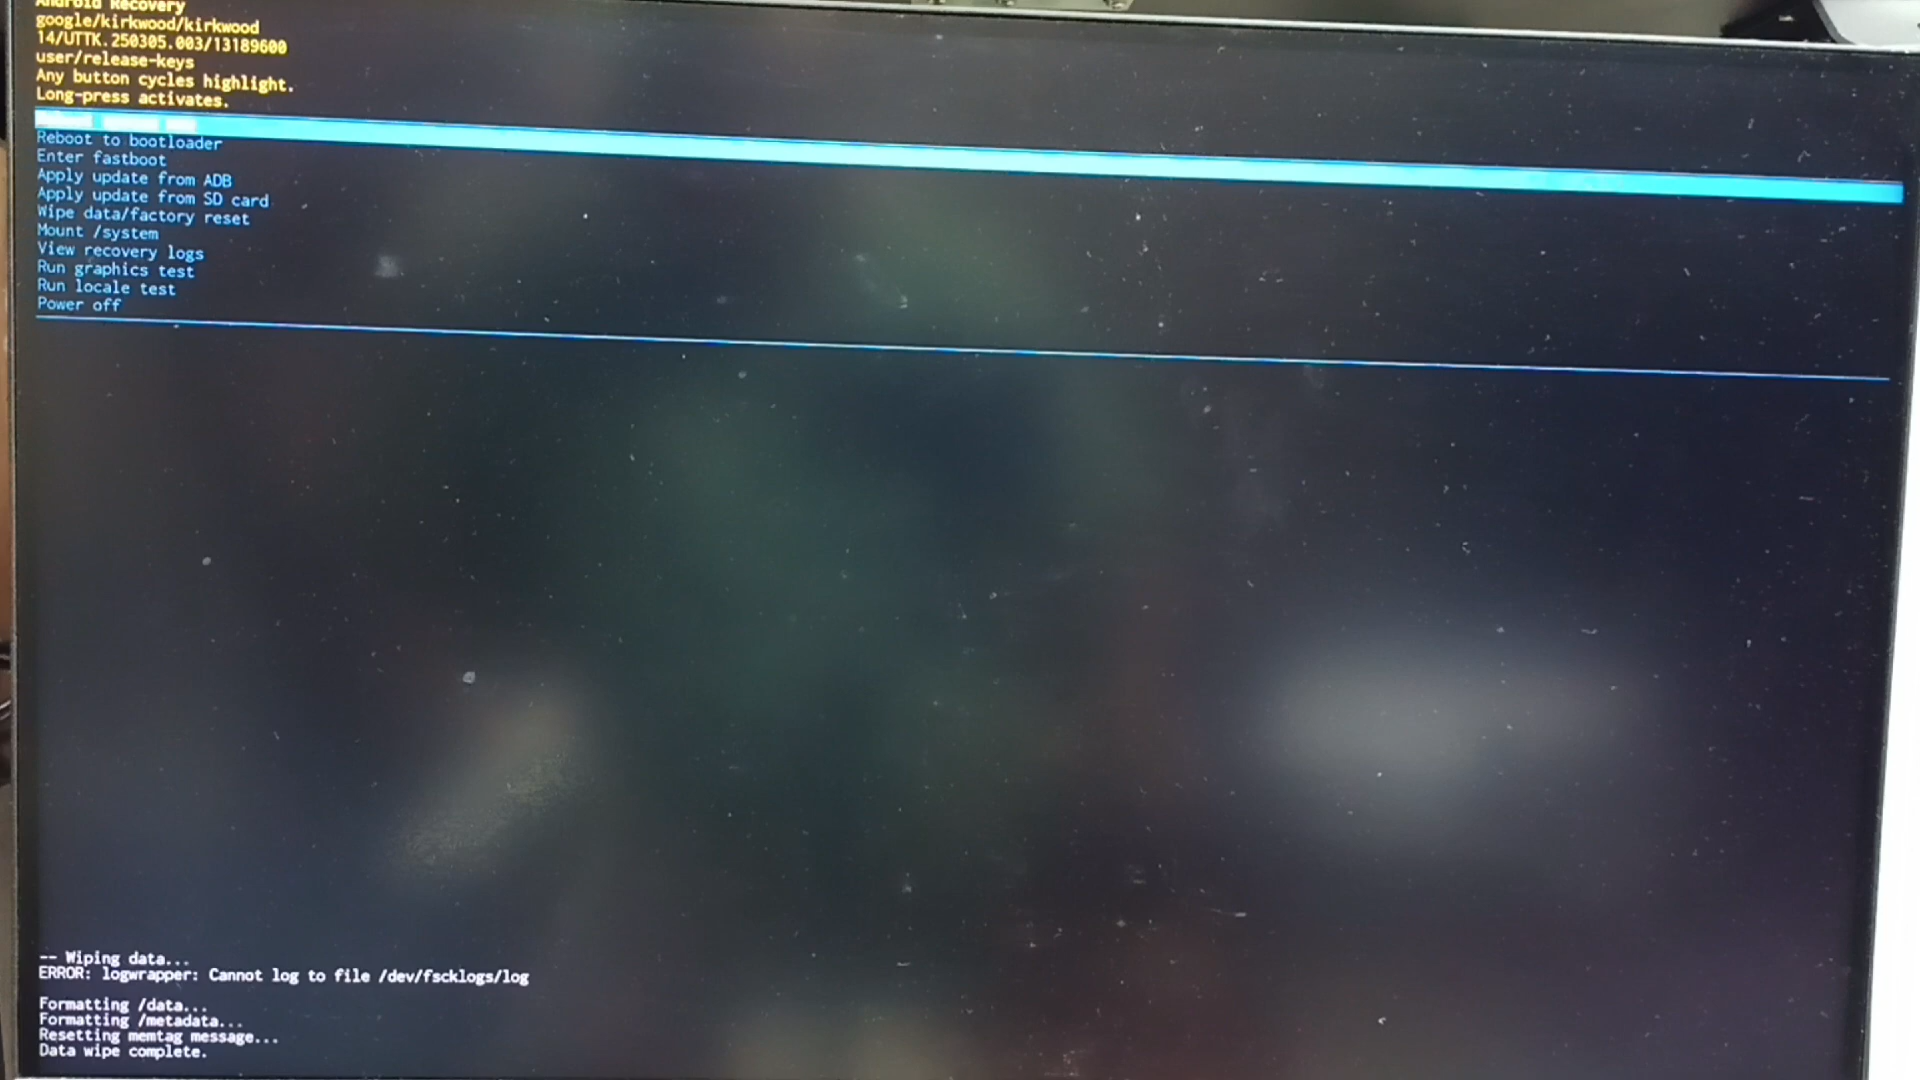 Android Recovery
google/kirkwood/kirkwood
14/UTTK.250305.003/13189600
user/release-keys
Any button cycles highlight.
Long-press activates.
Reboot to bootloader
Enter fastboot
Apply update from ADB
Apply update from SD card
Wipe data/factory reset
Mount /system
View recovery logs
Run graphics test
Run locale test
Power off
-- Wiping data...
ERROR: logwrapper: Cannot log to file /dev/fscklogs/log
Formatting /data...
Formatting /metadata...
Resetting memtag message...
Data wipe complete.